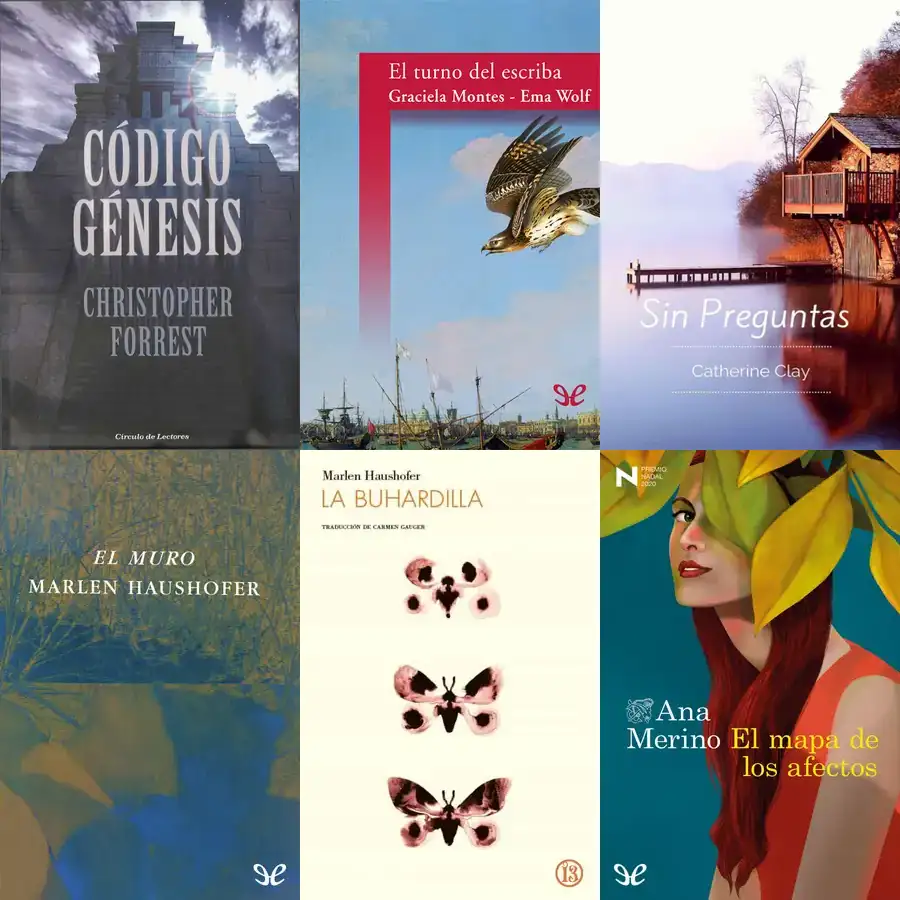 CÓDIGO
GÉNESIS
CHRISTOPHER
FORREST
Círculo de Lectores
El turno del escriba
Graciela Montes - Ema Wolf
Sin Preguntas
Catherine Clay
EL MURO
MARLEN HAUSHOFER
Marlen Haushofer
LA BUHARDILLA
TRADUCCIÓN DE CARMEN GAUGER
13
N PREMIO
NADAL
2020
Ana
Merino El mapa de
los afectos